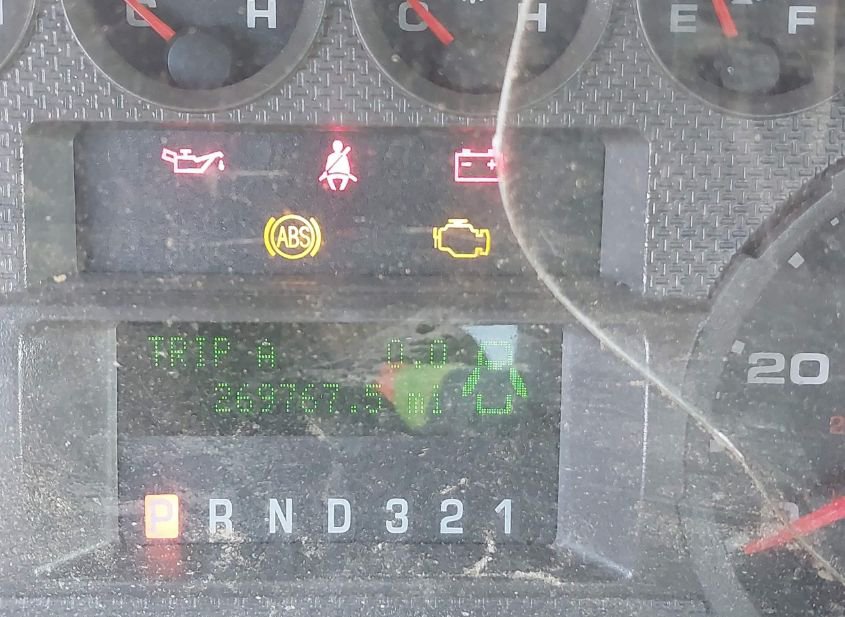 C H C H E F
ABS
TRIP A 0.0
269767.5 mi
20
P R N D 3 2 1